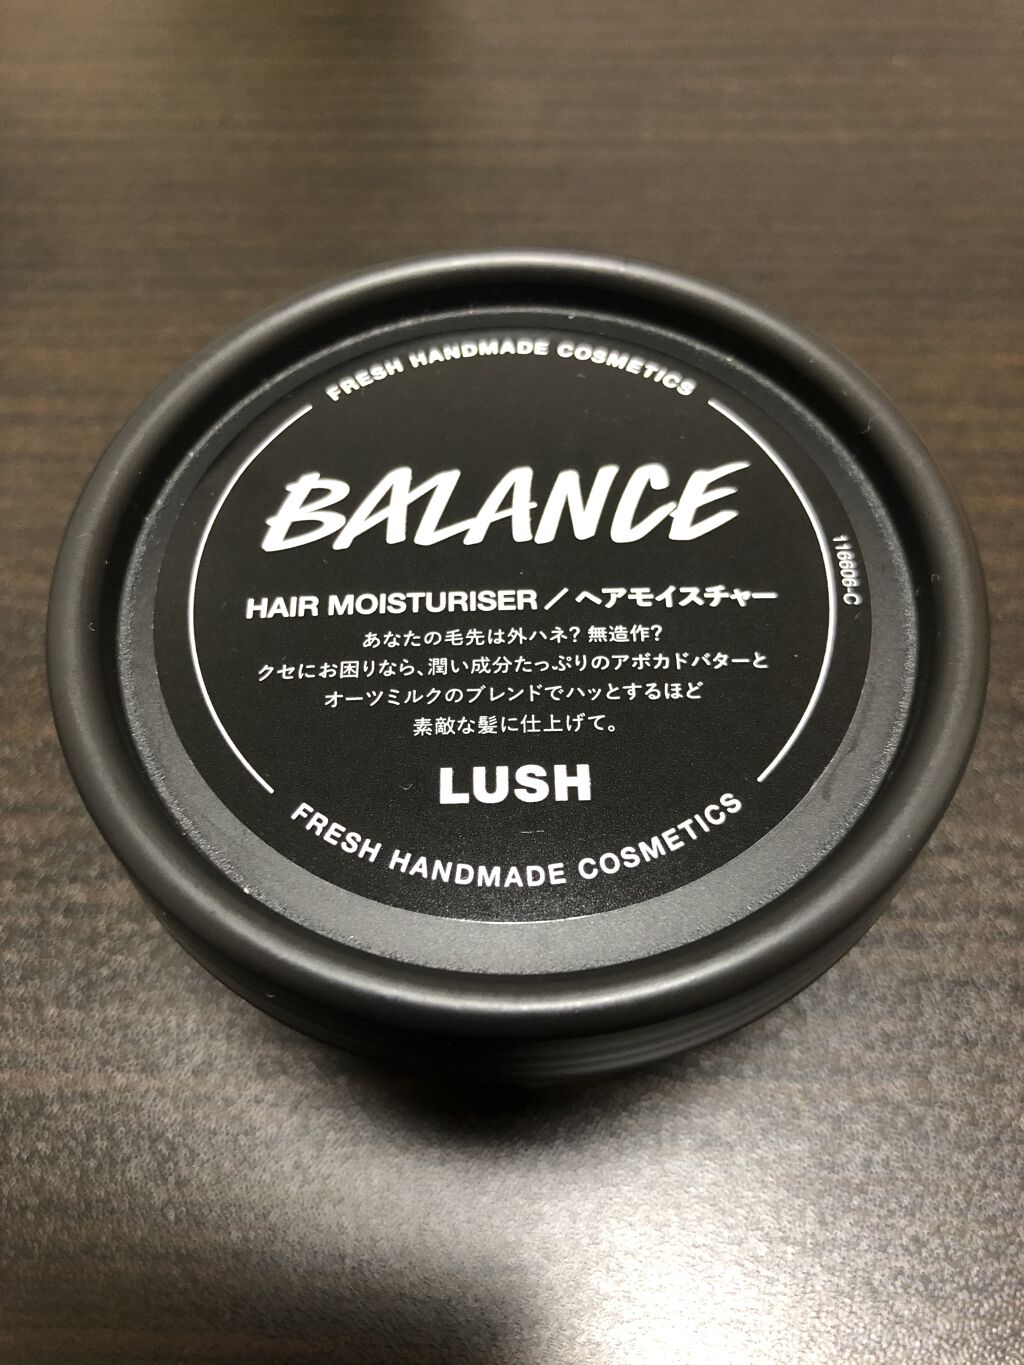 FRESH HANDMADE COSMETICS
BALANCE
HAIR MOISTURISER / ヘアモイスチャー
あなたの毛先は外ハネ? 無造作?
クセにお困りなら、潤い成分たっぷりのアボカドバターと
オーツミルクのブレンドでハッとするほど
素敵な髪に仕上げて。
LUSH
FRESH HANDMADE COSMETICS
116606-C